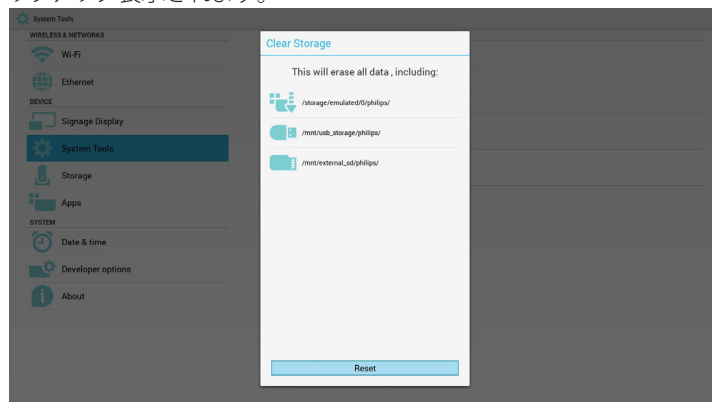 System Tools
WIRELESS & NETWORKS
Wi-Fi
Ethernet
DEVICE
Signage Display
System Tools
Storage
Apps
SYSTEM
Date & time
Developer options
About
Clear Storage
This will erase all data , including:
/storage/emulated/0/philips/
/mnt/usb_storage/philips/
/mnt/external_sd/philips/
Reset